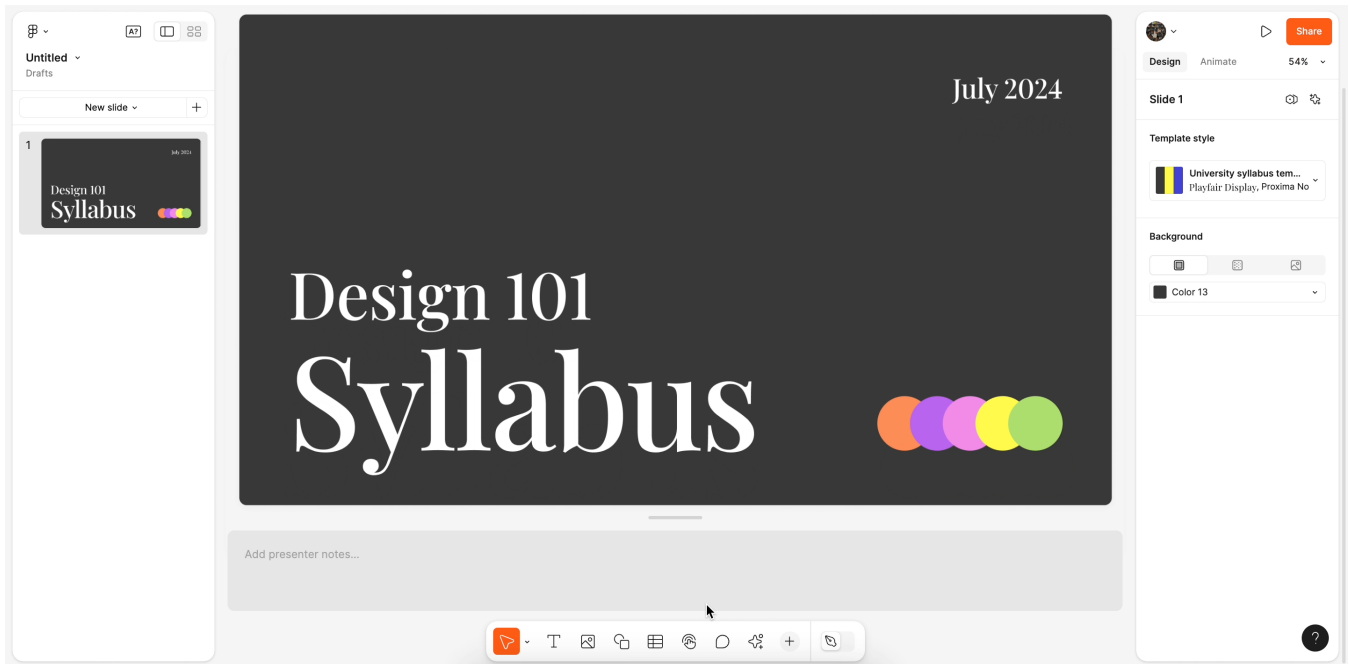 A?
Untitled
Drafts
New slide
1
July 2024
Design 101
Syllabus
July 2024
Design 101
Syllabus
Add presenter notes...
Share
Design Animate 54%
Slide 1
Template style
University syllabus tem...
Playfair Display, Proxima No
Background
Color 13
?